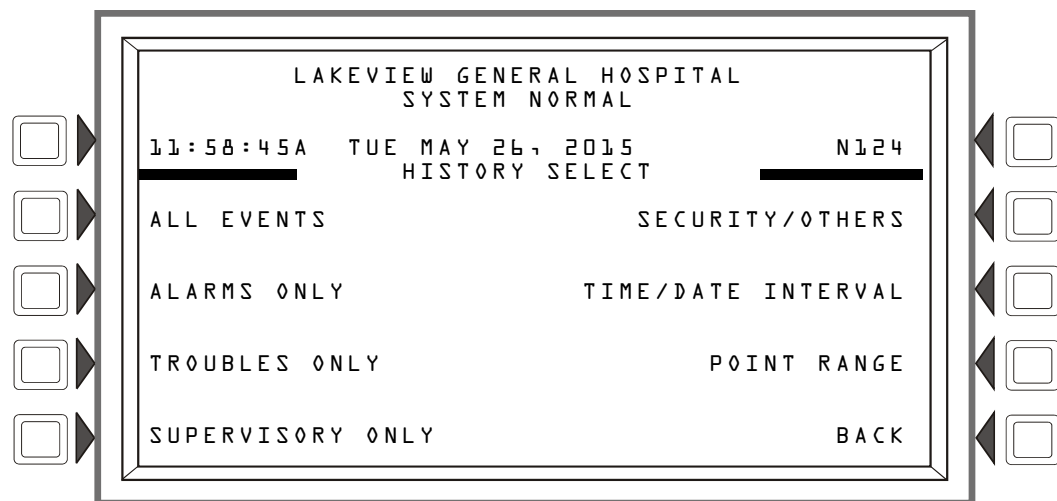 LAKEVIEW GENERAL HOSPITAL
SYSTEM NORMAL
11:58:45A TUE MAY 26, 2015 N124
HISTORY SELECT
ALL EVENTS SECURITY/OTHERS
ALARMS ONLY TIME/DATE INTERVAL
TROUBLES ONLY POINT RANGE
SUPERVISORY ONLY BACK